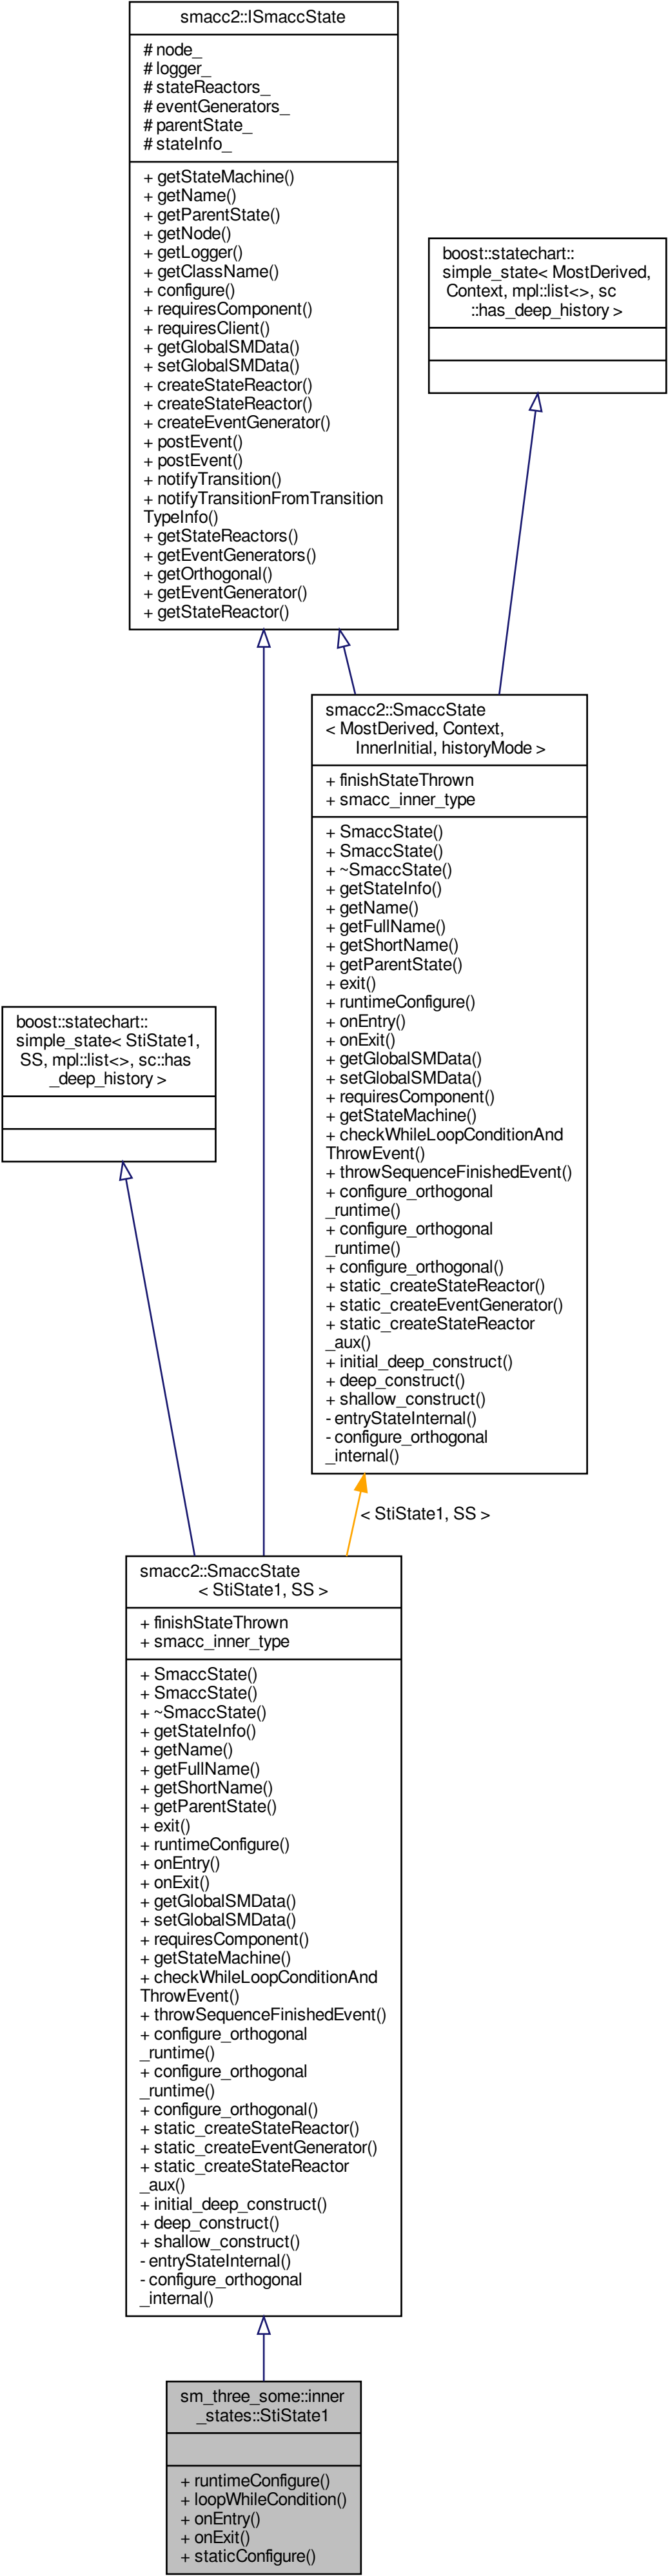 smacc2::ISmaccState
# node_
# logger_
# stateReactors_
# eventGenerators_
# parentState_
# stateInfo_
+ getStateMachine()
+ getName()
+ getParentState()
+ getNode()
+ getLogger()
+ getClassName()
+ configure()
+ requiresComponent()
+ requiresClient()
+ getGlobalSMData()
+ setGlobalSMData()
+ createStateReactor()
+ createStateReactor()
+ createEventGenerator()
+ postEvent()
+ postEvent()
+ notifyTransition()
+ notifyTransitionFromTransition
TypeInfo()
+ getStateReactors()
+ getEventGenerators()
+ getOrthogonal()
+ getEventGenerator()
+ getStateReactor()
boost::statechart::
simple_state< MostDerived,
Context, mpl::list<>, sc
::has_deep_history >
smacc2::SmaccState
< MostDerived, Context,
InnerInitial, historyMode >
+ finishStateThrown
+ smacc_inner_type
+ SmaccState()
+ SmaccState()
+ ~SmaccState()
+ getStateInfo()
+ getName()
+ getFullName()
+ getShortName()
+ getParentState()
+ exit()
+ runtimeConfigure()
+ onEntry()
+ onExit()
+ getGlobalSMData()
+ setGlobalSMData()
+ requiresComponent()
+ getStateMachine()
+ checkWhileLoopConditionAnd
ThrowEvent()
+ throwSequenceFinishedEvent()
+ configure_orthogonal
_runtime()
+ configure_orthogonal
_runtime()
+ configure_orthogonal()
+ static_createStateReactor()
+ static_createEventGenerator()
+ static_createStateReactor
_aux()
+ initial_deep_construct()
+ deep_construct()
+ shallow_construct()
- entryStateInternal()
- configure_orthogonal
_internal()
boost::statechart::
simple_state< StiState1,
SS, mpl::list<>, sc::has
_deep_history >
< StiState1, SS >
smacc2::SmaccState
< StiState1, SS >
+ finishStateThrown
+ smacc_inner_type
+ SmaccState()
+ SmaccState()
+ ~SmaccState()
+ getStateInfo()
+ getName()
+ getFullName()
+ getShortName()
+ getParentState()
+ exit()
+ runtimeConfigure()
+ onEntry()
+ onExit()
+ getGlobalSMData()
+ setGlobalSMData()
+ requiresComponent()
+ getStateMachine()
+ checkWhileLoopConditionAnd
ThrowEvent()
+ throwSequenceFinishedEvent()
+ configure_orthogonal
_runtime()
+ configure_orthogonal
_runtime()
+ configure_orthogonal()
+ static_createStateReactor()
+ static_createEventGenerator()
+ static_createStateReactor
_aux()
+ initial_deep_construct()
+ deep_construct()
+ shallow_construct()
- entryStateInternal()
- configure_orthogonal
_internal()
sm_three_some::inner
_states::StiState1
+ runtimeConfigure()
+ loopWhileCondition()
+ onEntry()
+ onExit()
+ staticConfigure()